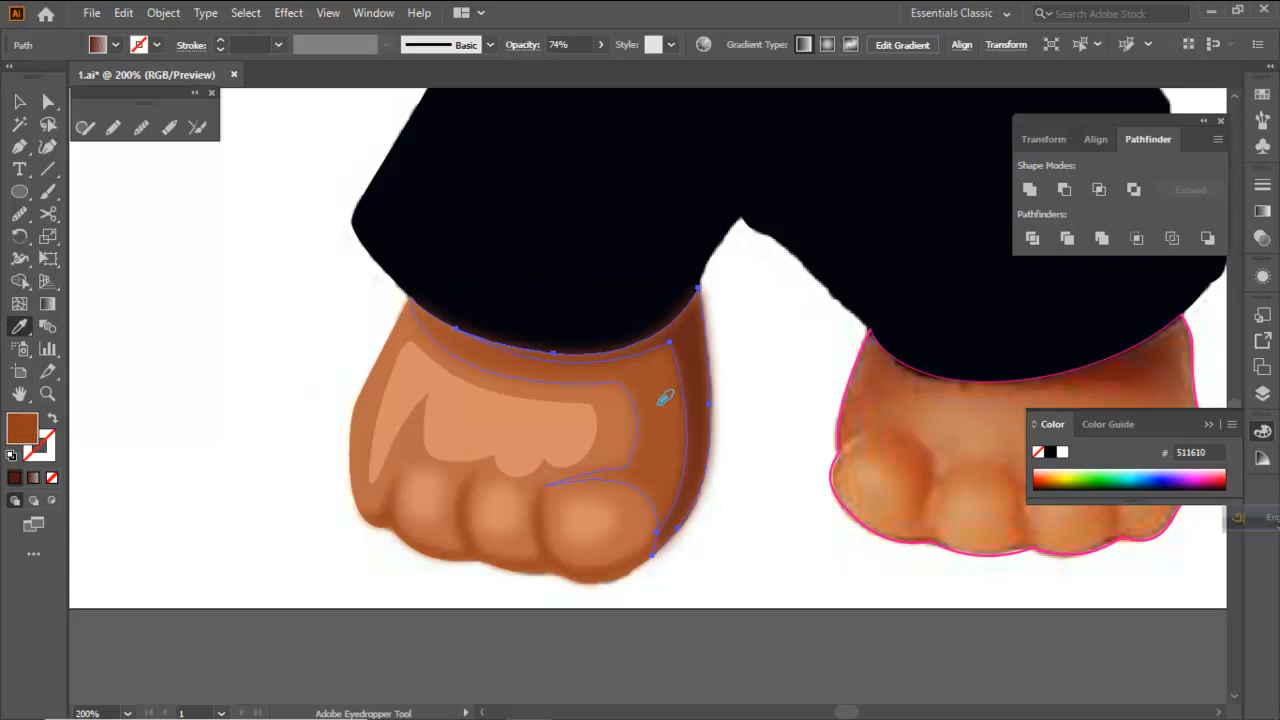 Ai File Edit Object Type Select Effect View Window Help Essentials Classic Search Adobe Stock
Path Stroke: Basic Opacity: 74% Style: Gradient Type: Edit Gradient Align Transform
1.ai* @ 200% (RGB/Preview)
Transform Align Pathfinder
Shape Modes:
Expand
Pathfinders:
Color Color Guide
# 511610
200% 1 Adobe Eyedropper Tool